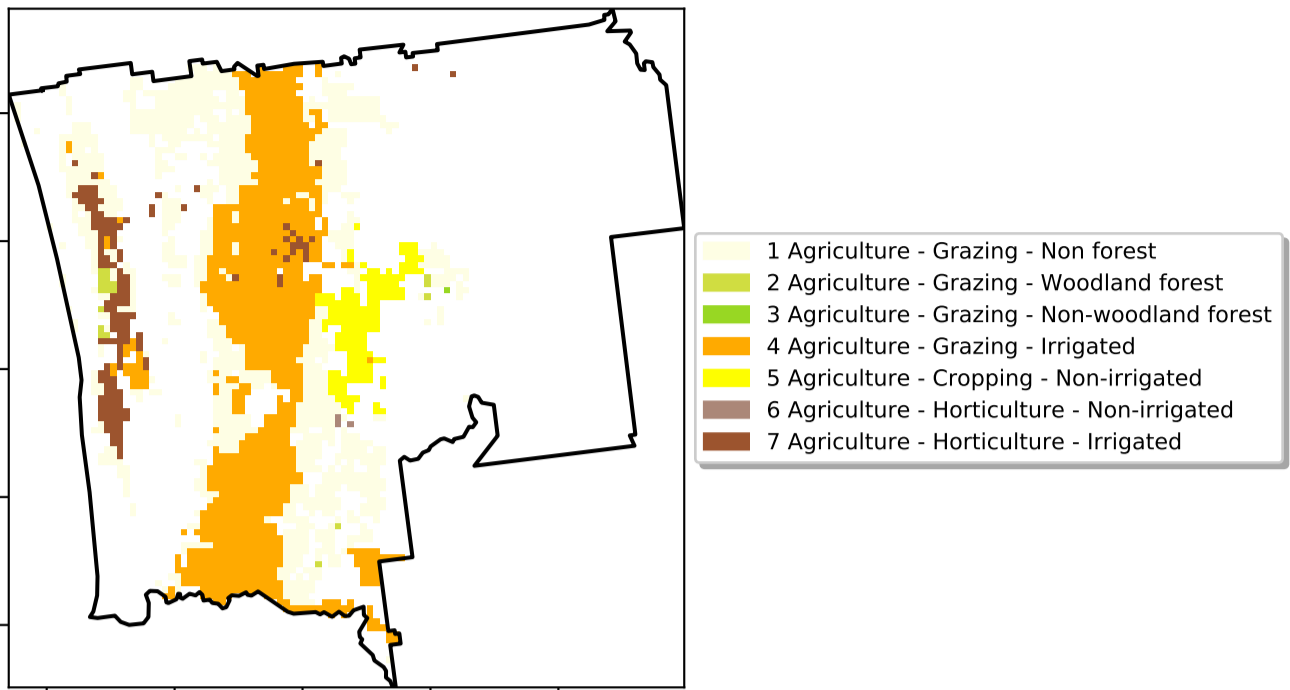 1 Agriculture - Grazing - Non forest
2 Agriculture - Grazing - Woodland forest
3 Agriculture - Grazing - Non-woodland forest
4 Agriculture - Grazing - Irrigated
5 Agriculture - Cropping - Non-irrigated
6 Agriculture - Horticulture - Non-irrigated
7 Agriculture - Horticulture - Irrigated